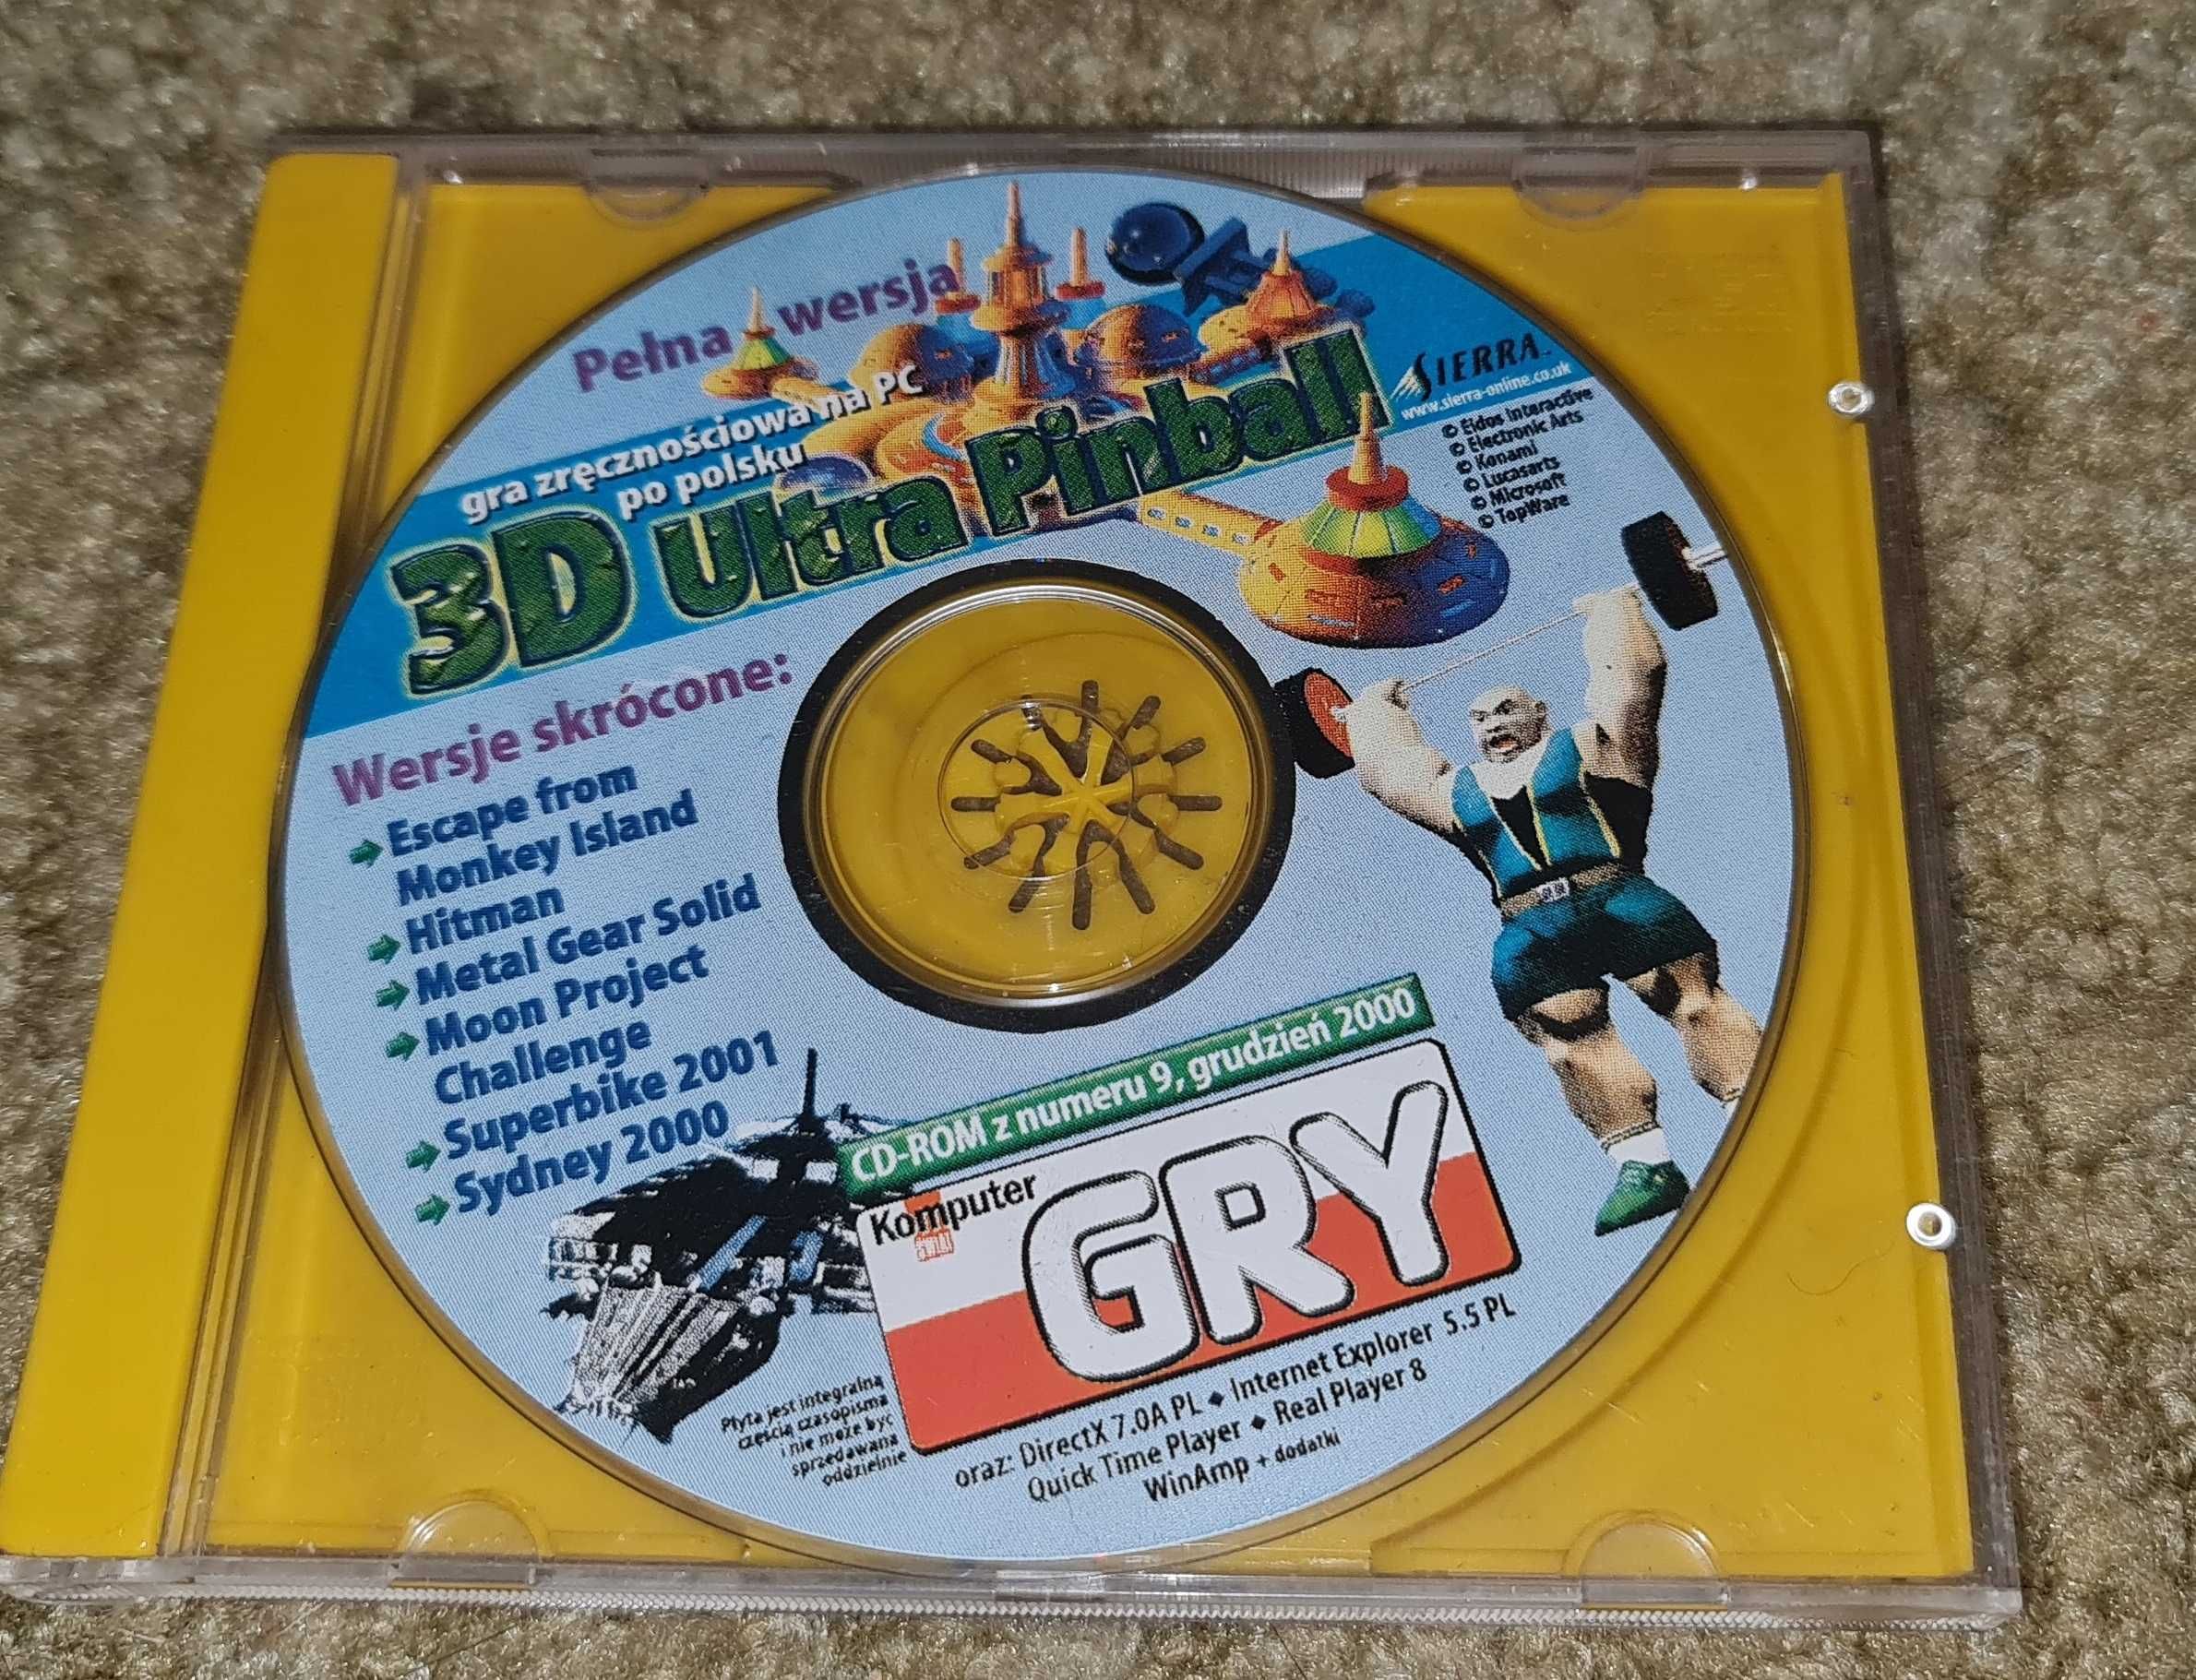 Pełna wersja
gra zręcznościowa na PC
po polsku
3D Ultra Pinball
SIERRA™
www.sierra-online.co.uk
© Eidos Interactive
© Electronic Arts
© Konami
© Lucasarts
© Microsoft
© TopWare
Wersje skrócone:
Escape from
Monkey Island
Hitman
Metal Gear Solid
Moon Project
Challenge
Superbike 2001
Sydney 2000
CD-ROM z numeru 9, grudzień 2000
Komputer
ŚWIAT
GRY
Płyta jest integralną
częścią czasopisma
i nie może być
sprzedawana
oddzielnie
oraz: DirectX 7.0A PL ◆ Internet Explorer 5.5 PL
Quick Time Player ◆ Real Player 8
WinAmp + dodatki